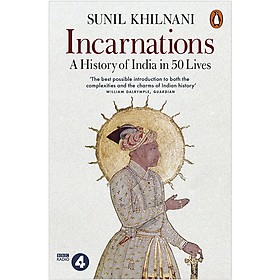 SUNIL KHILNANI
Incarnations
A History of India in 50 Lives
'The best possible introduction to both the
complexities and the charms of Indian history'
WILLIAM DALRYMPLE, GUARDIAN
BBC
RADIO
4